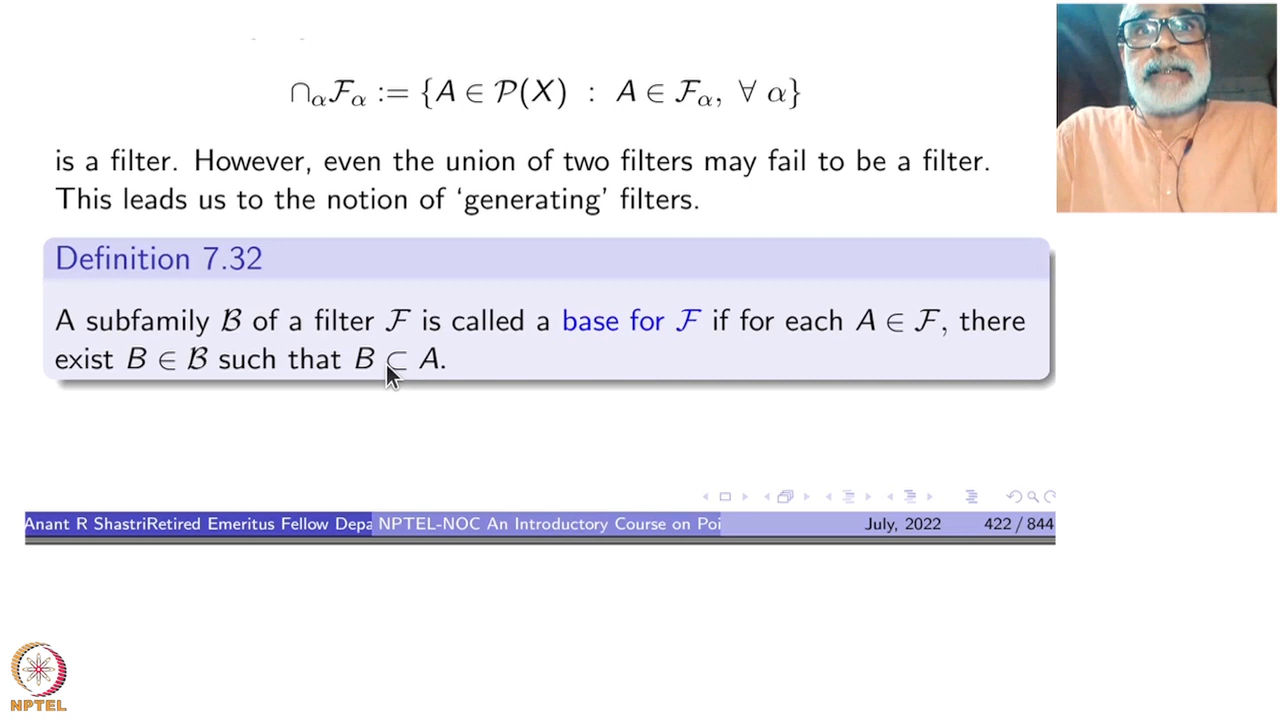 ∩αℱα := {A ∈ 𝒫(X) : A ∈ ℱα, ∀ α}
is a filter. However, even the union of two filters may fail to be a filter.
This leads us to the notion of ‘generating’ filters.
Definition 7.32
A subfamily ℬ of a filter ℱ is called a base for ℱ if for each A ∈ ℱ, there
exist B ∈ ℬ such that B ⊂ A.
Anant R ShastriRetired Emeritus Fellow Depa NPTEL-NOC An Introductory Course on Poi July, 2022 422 / 844
NPTEL